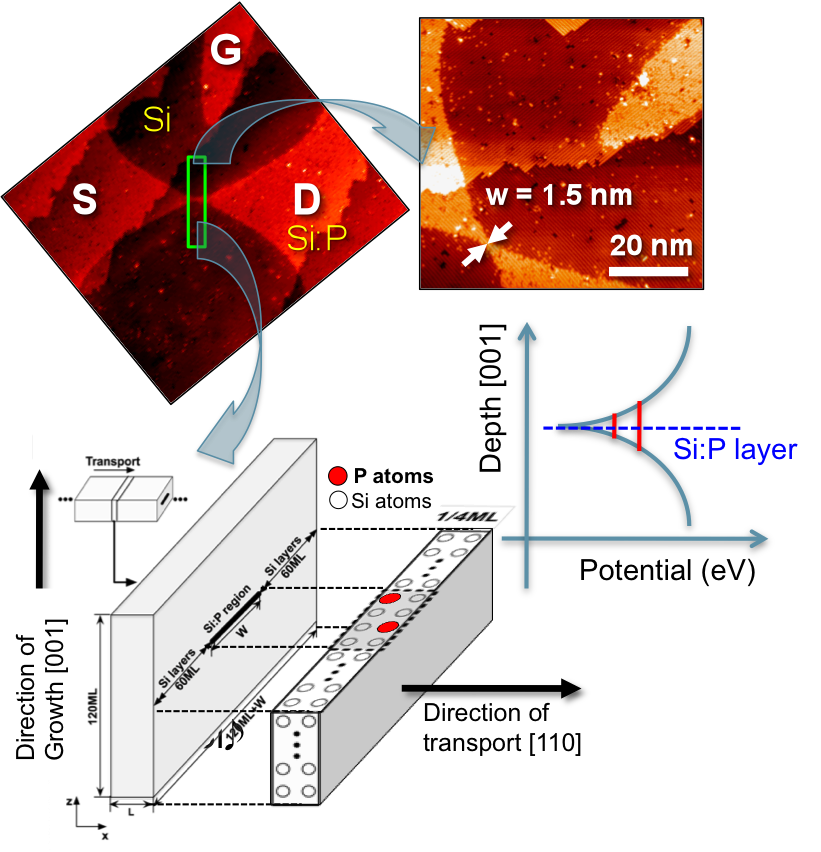 G
Si
S
D
Si:P
w = 1.5 nm
20 nm
Depth [001]
Si:P layer
Potential (eV)
Transport
P atoms
Si atoms
1/4ML
Si layers
60ML
Si:P region
W
Si layers
60ML
120ML
120ML+W
L
z
x
Direction of
Growth [001]
Direction of
transport [110]